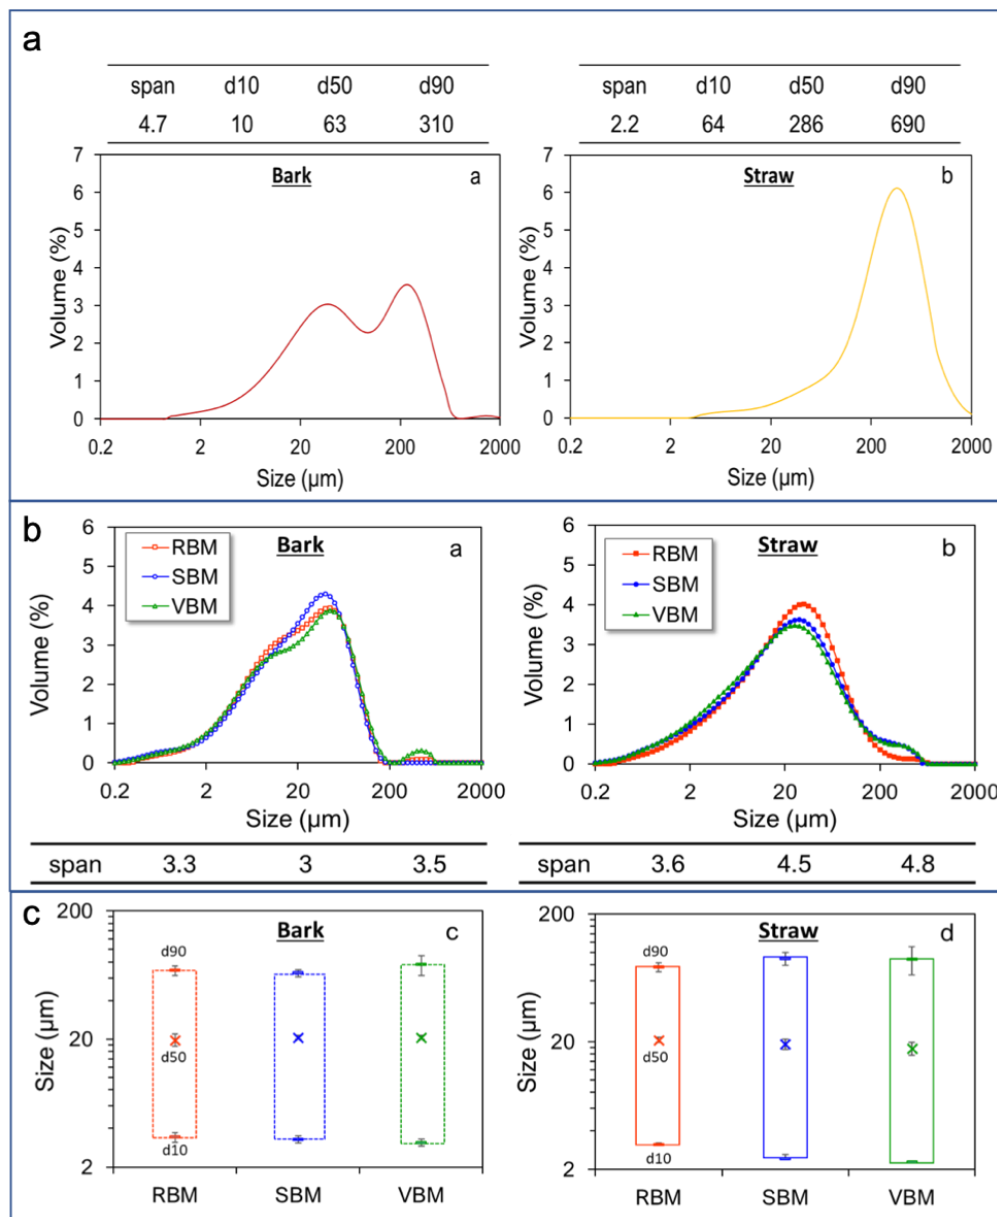 a
span d10 d50 d90
4.7 10 63 310
span d10 d50 d90
2.2 64 286 690
Bark a
Volume (%)
7
6
5
4
3
2
1
0
0.2 2 20 200 2000
Size (µm)
Straw b
Volume (%)
7
6
5
4
3
2
1
0
0.2 2 20 200 2000
Size (µm)
b
Bark a
RBM
SBM
VBM
Volume (%)
6
5
4
3
2
1
0
0.2 2 20 200 2000
Size (µm)
span 3.3 3 3.5
Straw b
RBM
SBM
VBM
Volume (%)
6
5
4
3
2
1
0
0.2 2 20 200 2000
Size (µm)
span 3.6 4.5 4.8
c
Bark c
Size (µm)
200
20
2
d90
d50
d10
RBM SBM VBM
Straw d
Size (µm)
200
20
2
d90
d50
d10
RBM SBM VBM